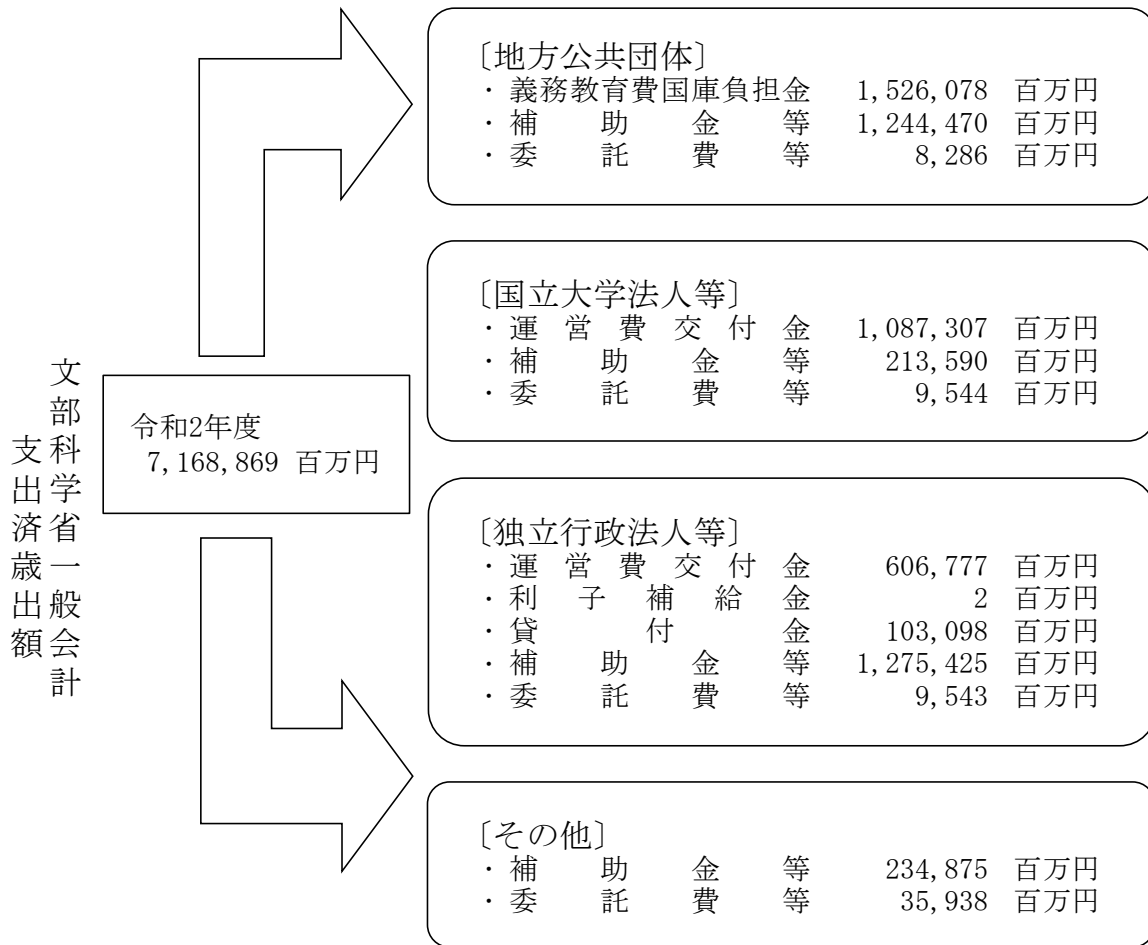 文部科学省一般会計
支出済歳出額
令和2年度
7,168,869 百万円
〔地方公共団体〕
・義務教育費国庫負担金 1,526,078 百万円
・補助金等 1,244,470 百万円
・委託費等 8,286 百万円
〔国立大学法人等〕
・運営費交付金 1,087,307 百万円
・補助金等 213,590 百万円
・委託費等 9,544 百万円
〔独立行政法人等〕
・運営費交付金 606,777 百万円
・利子補給金 2 百万円
・貸付金 103,098 百万円
・補助金等 1,275,425 百万円
・委託費等 9,543 百万円
〔その他〕
・補助金等 234,875 百万円
・委託費等 35,938 百万円